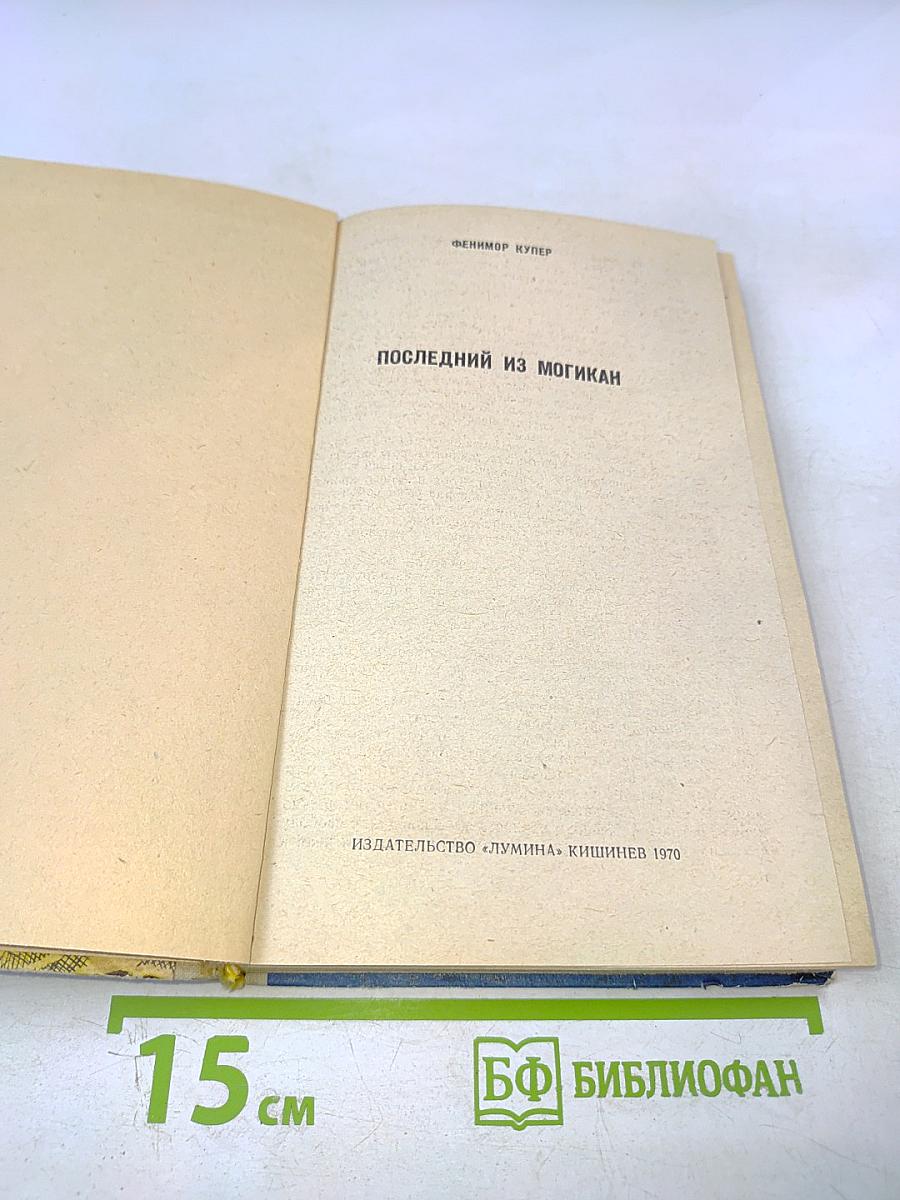 ФЕНИМОР КУПЕР
ПОСЛЕДНИЙ ИЗ МОГИКАН
ИЗДАТЕЛЬСТВО «ЛУМИНА» КИШИНЕВ 1970
15 см
БФ БИБЛИОФАН